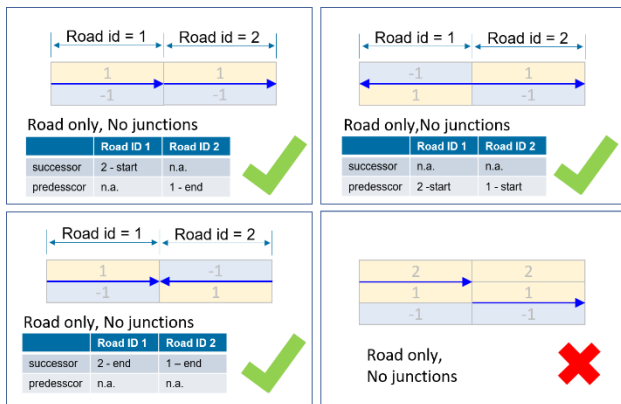 Road id = 1
Road id = 2
1
1
-1
-1
Road only, No junctions
Road ID 1
Road ID 2
successor
2 - start
n.a.
predesscor
n.a.
1 - end
Road id = 1
Road id = 2
-1
1
1
-1
Road only,No junctions
Road ID 1
Road ID 2
successor
n.a.
n.a.
predesscor
2 -start
1 - start
Road id = 1
Road id = 2
1
-1
-1
1
Road only, No junctions
Road ID 1
Road ID 2
successor
2 - end
1 – end
predesscor
n.a.
n.a.
2
2
1
1
-1
-1
Road only,
No junctions